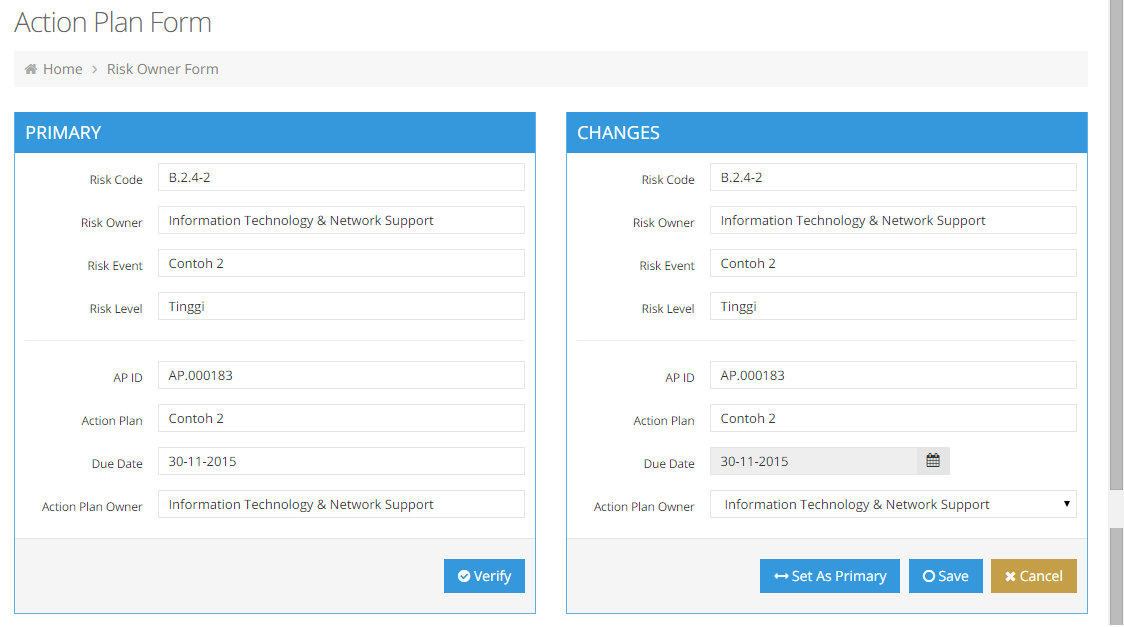 Action Plan Form
Home > Risk Owner Form
PRIMARY
Risk Code B.2.4-2
Risk Owner Information Technology & Network Support
Risk Event Contoh 2
Risk Level Tinggi
AP ID AP.000183
Action Plan Contoh 2
Due Date 30-11-2015
Action Plan Owner Information Technology & Network Support
Verify
CHANGES
Risk Code B.2.4-2
Risk Owner Information Technology & Network Support
Risk Event Contoh 2
Risk Level Tinggi
AP ID AP.000183
Action Plan Contoh 2
Due Date 30-11-2015
Action Plan Owner Information Technology & Network Support
Set As Primary Save Cancel